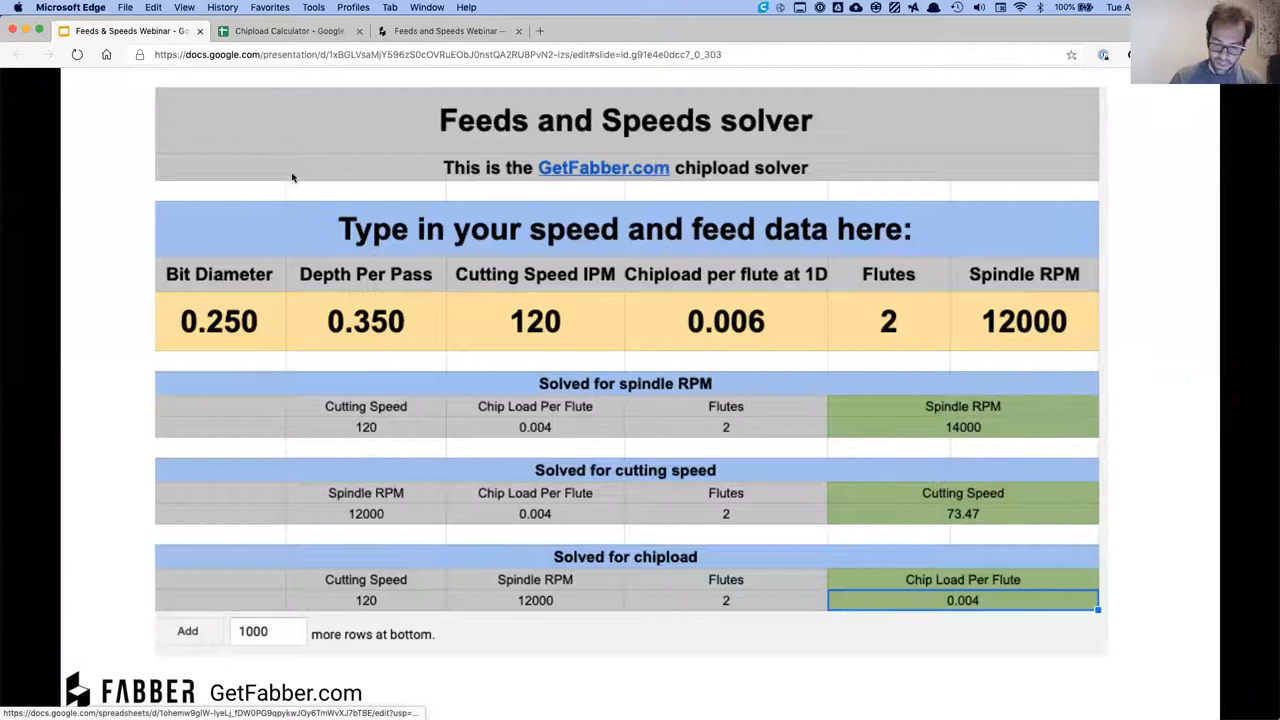 Microsoft Edge File Edit View History Favorites Tools Profiles Tab Window Help 100% Tue A
Feeds & Speeds Webinar - Go Chipload Calculator - Google Feeds and Speeds Webinar —
https://docs.google.com/presentation/d/1xBGLVsaMjY596zS0cOVRuEObJ0nstQA2RU8PvN2-izs/edit#slide=id.g91e4e0dcc7_0_303
Feeds and Speeds solver
This is the GetFabber.com chipload solver
Type in your speed and feed data here:
Bit Diameter Depth Per Pass Cutting Speed IPM Chipload per flute at 1D Flutes Spindle RPM
0.250 0.350 120 0.006 2 12000
Solved for spindle RPM
Cutting Speed Chip Load Per Flute Flutes Spindle RPM
120 0.004 2 14000
Solved for cutting speed
Spindle RPM Chip Load Per Flute Flutes Cutting Speed
12000 0.004 2 73.47
Solved for chipload
Cutting Speed Spindle RPM Flutes Chip Load Per Flute
120 12000 2 0.004
Add 1000 more rows at bottom.
FABBER GetFabber.com